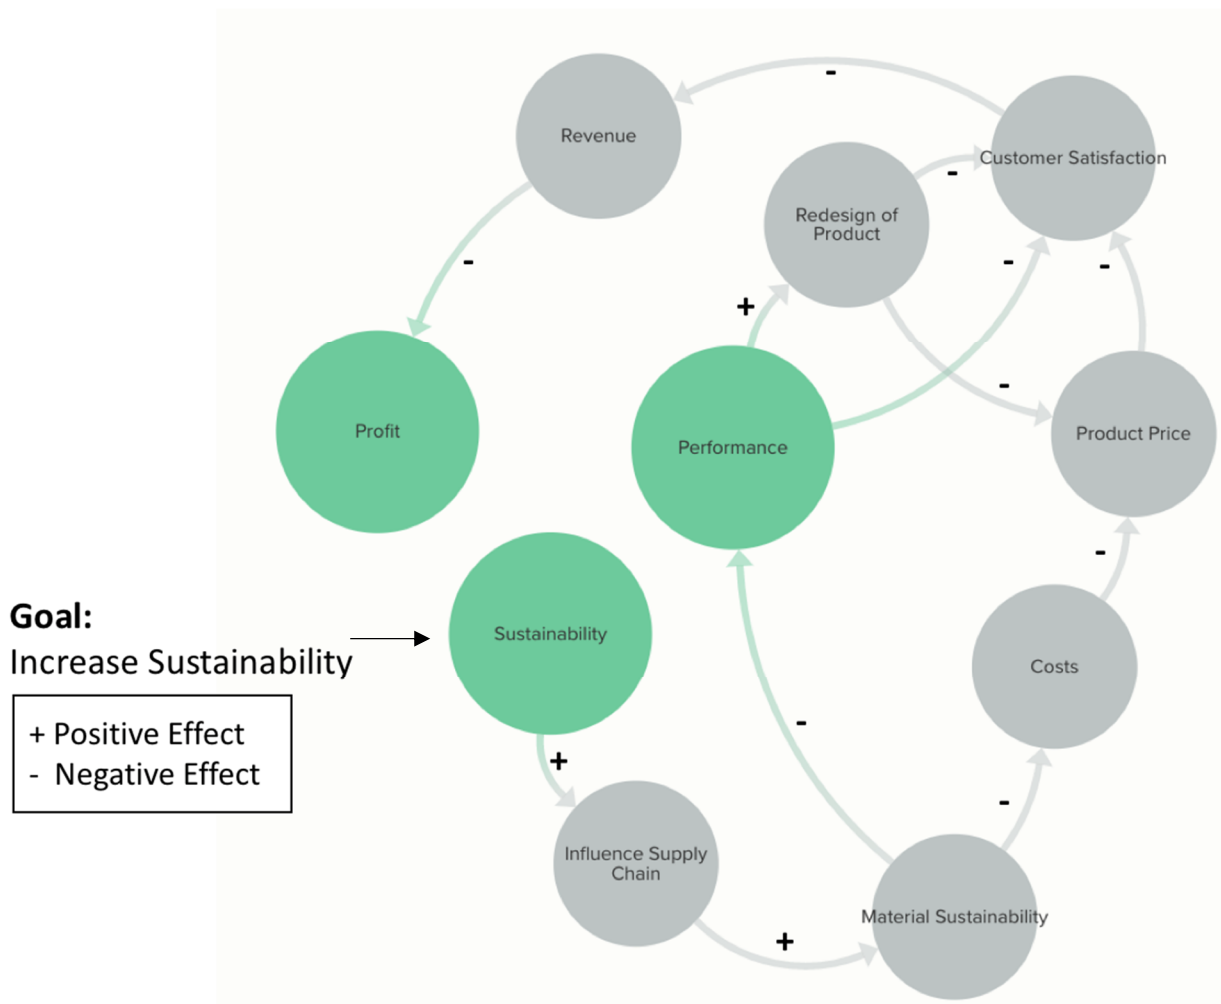 -
Revenue
Customer Satisfaction
-
Redesign of
Product
-
-
-
+
-
Profit
Performance
Product Price
-
Goal:
Increase Sustainability
Sustainability
Costs
+ Positive Effect
- Negative Effect
-
+
-
Influence Supply
Chain
Material Sustainability
+